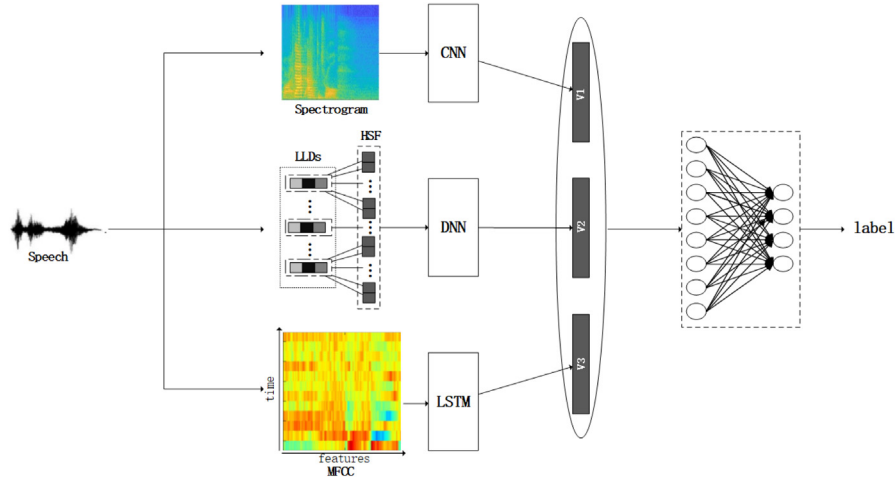 Speech
Spectrogram
CNN
V1
LLDs
HSF
DNN
V2
time
features
MFCC
LSTM
V3
label